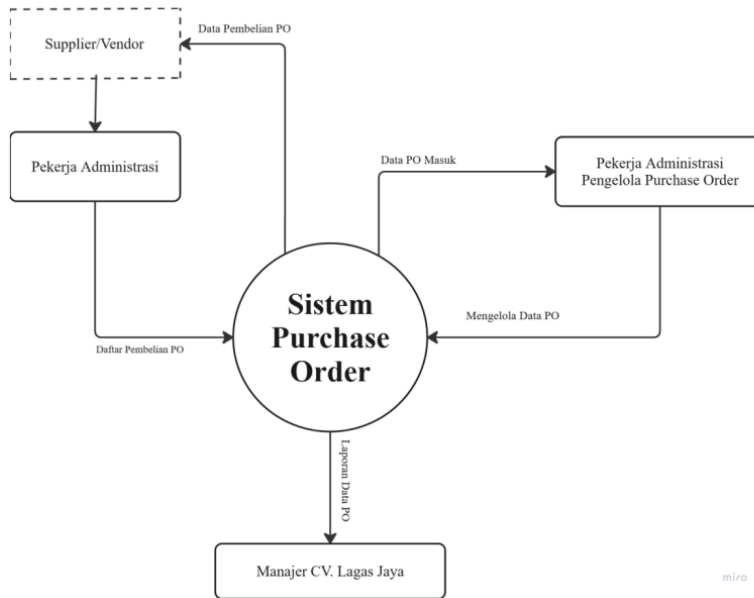 Data Pembelian PO
Supplier/Vendor
Pekerja Administrasi
Data PO Masuk
Pekerja Administrasi
Pengelola Purchase Order
Sistem
Purchase
Order
Mengelola Data PO
Daftar Pembelian PO
Laporan Data PO
Manajer CV. Lagas Jaya
miro